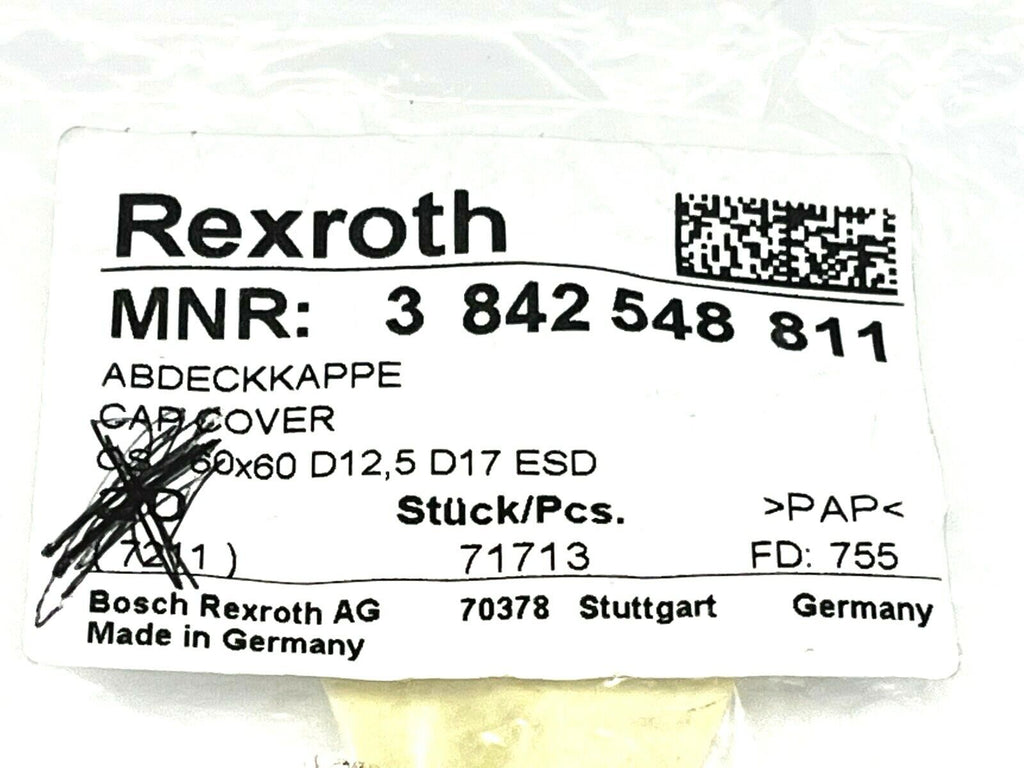 Rexroth
MNR: 3 842 548 811
ABDECKKAPPE
CAP COVER
60x60 D12,5 D17 ESD
Stück/Pcs. >PAP<
( 7211 ) 71713 FD: 755
Bosch Rexroth AG 70378 Stuttgart Germany
Made in Germany